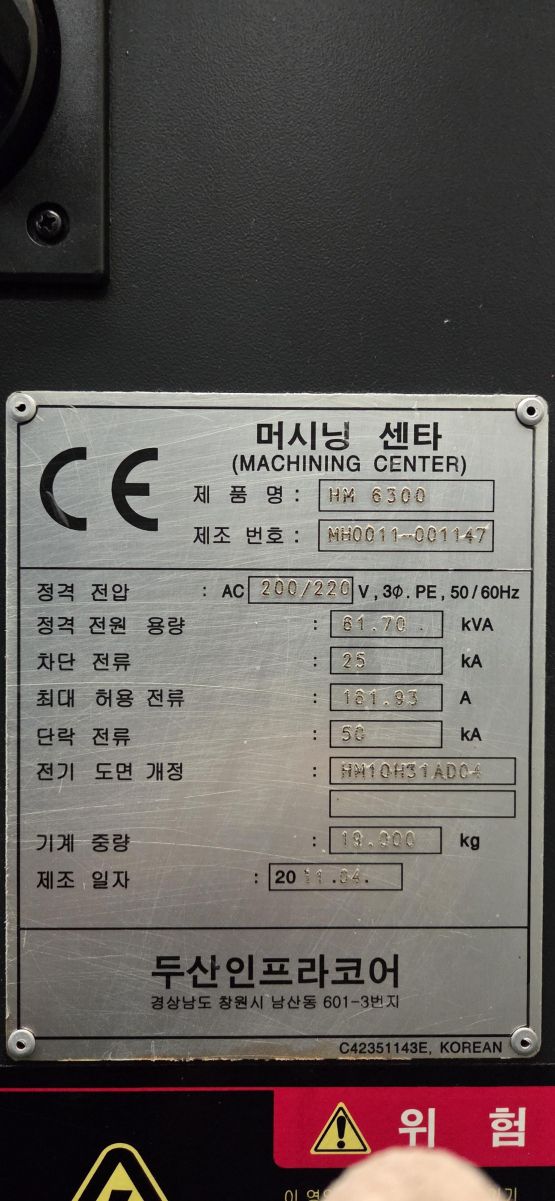 CE
머시닝 센타
(MACHINING CENTER)
제 품 명 : HM 6300
제조 번호 : MH0011-001147
정격 전압 : AC 200/220 V, 3Φ. PE, 50/60Hz
정격 전원 용량 : 61.70 . kVA
차단 전류 : 25 kA
최대 허용 전류 : 161.93 A
단락 전류 : 50 kA
전기 도면 개정 : HM10H31AD04
기계 중량 : 19.000 kg
제조 일자 : 20 11 .04.
두산인프라코어
경상남도 창원시 남산동 601-3번지
C42351143E, KOREAN
위 험